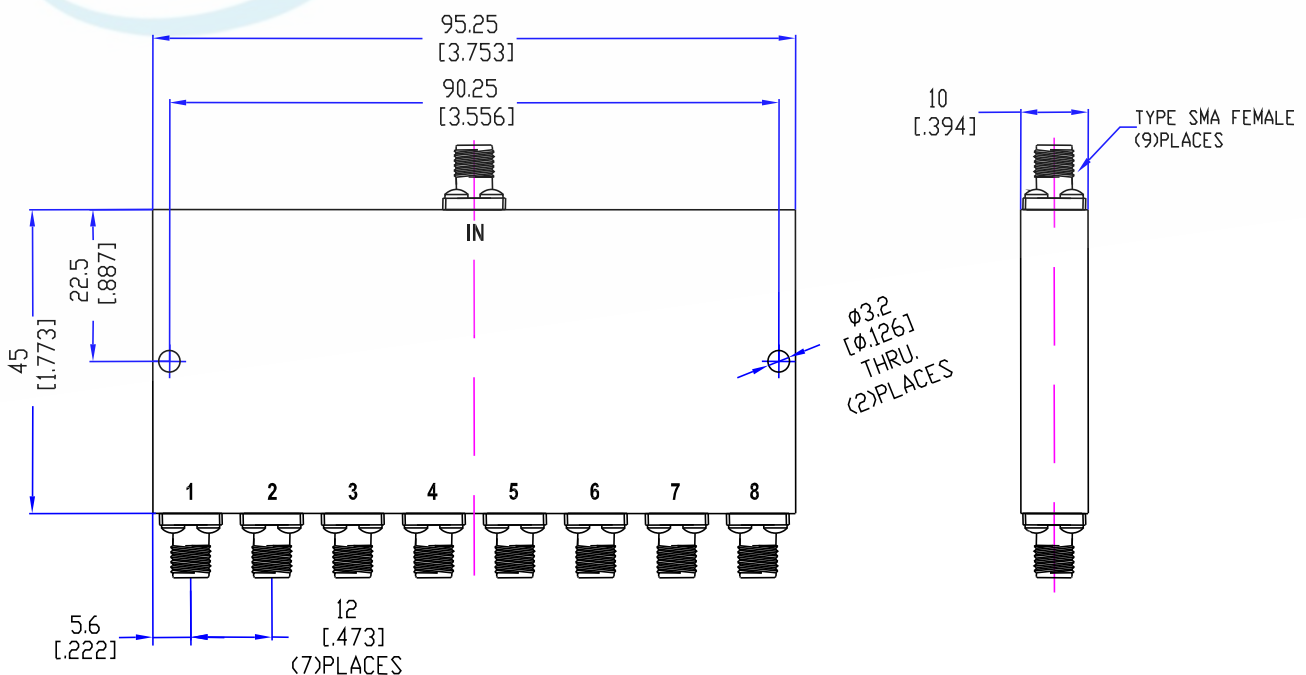 95.25
[3.753]
90.25
[3.556]
10
[.394]
TYPE SMA FEMALE
(9)PLACES
IN
22.5
[.887]
45
[1.773]
ø3.2
[ø.126]
THRU.
(2)PLACES
1 2 3 4 5 6 7 8
5.6
[.222]
12
[.473]
(7)PLACES